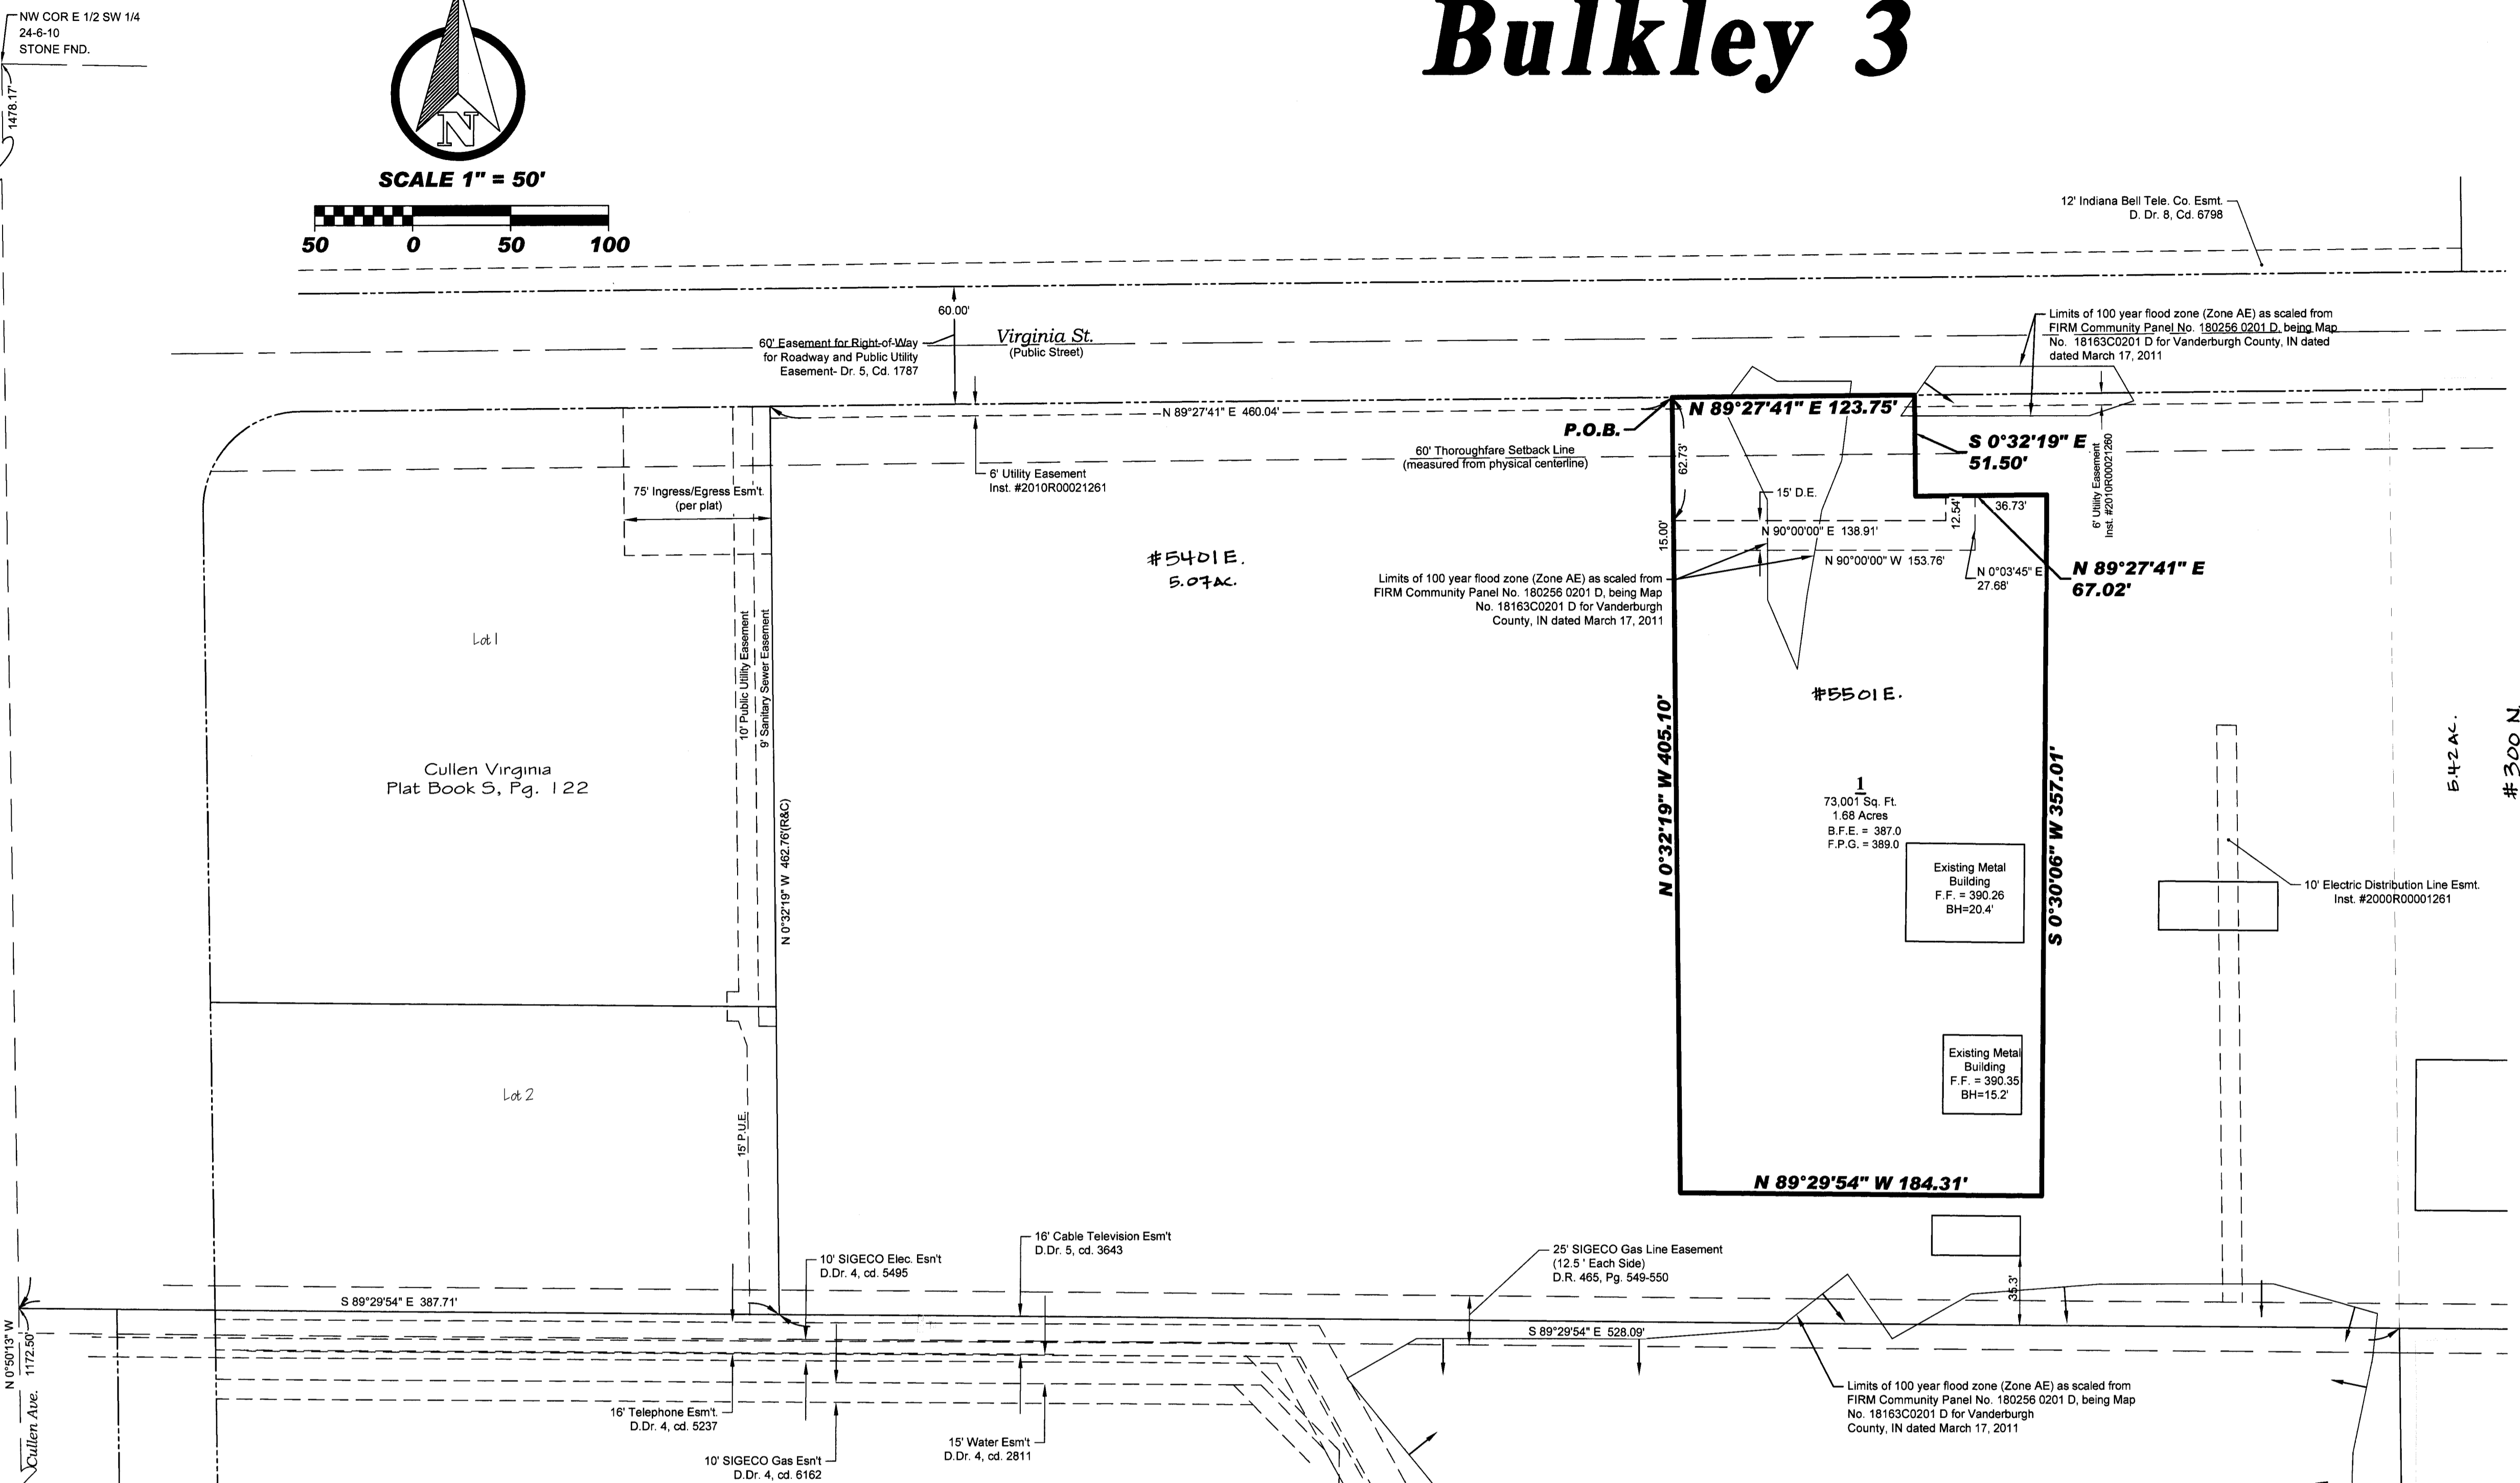 Bulkley 3
NW COR E 1/2 SW 1/4
24-6-10
STONE FND.
1478.17'
N
SCALE 1" = 50'
50 0 50 100
12' Indiana Bell Tele. Co. Esmt.
D. Dr. 8, Cd. 6798
60.00'
60' Easement for Right-of-Way
for Roadway and Public Utility
Easement- Dr. 5, Cd. 1787
Virginia St.
(Public Street)
Limits of 100 year flood zone (Zone AE) as scaled from
FIRM Community Panel No. 180256 0201 D, being Map
No. 18163C0201 D for Vanderburgh County, IN dated
dated March 17, 2011
N 89°27'41" E 460.04'
N 89°27'41" E 123.75'
P.O.B.
S 0°32'19" E
51.50'
60' Thoroughfare Setback Line
(measured from physical centerline)
62.73'
6' Utility Easement
Inst. #2010R00021261
6' Utility Easement
Inst. #2010R00021260
75' Ingress/Egress Esm't.
(per plat)
15' D.E.
12.54'
36.73'
15.00'
N 90°00'00" E 138.91'
N 90°00'00" W 153.76'
N 0°03'45" E
27.68'
N 89°27'41" E
67.02'
#5401E.
5.07AC.
Limits of 100 year flood zone (Zone AE) as scaled from
FIRM Community Panel No. 180256 0201 D, being Map
No. 18163C0201 D for Vanderburgh
County, IN dated March 17, 2011
Lot 1
10' Public Utility Easement
9' Sanitary Sewer Easement
#5501E.
N 0°32'19" W 405.10'
Cullen Virginia
Plat Book S, Pg. 122
N 0°32'19" W 462.76'(R&C)
1
73,001 Sq. Ft.
1.68 Acres
B.F.E. = 387.0
F.P.G. = 389.0
S 0°30'06" W 357.01'
5.42AC.
#300 N.
Existing Metal
Building
F.F. = 390.26
BH=20.4'
10' Electric Distribution Line Esmt.
Inst. #2000R00001261
Existing Metal
Building
F.F. = 390.35
BH=15.2'
Lot 2
15' P.U.E.
N 89°29'54" W 184.31'
10' SIGECO Elec. Esn't
D.Dr. 4, cd. 5495
16' Cable Television Esm't
D.Dr. 5, cd. 3643
25' SIGECO Gas Line Easement
(12.5 ' Each Side)
D.R. 465, Pg. 549-550
35.3'
S 89°29'54" E 387.71'
S 89°29'54" E 528.09'
N 0°50'13" W
1172.50'
Cullen Ave.
16' Telephone Esm't.
D.Dr. 4, cd. 5237
10' SIGECO Gas Esn't
D.Dr. 4, cd. 6162
15' Water Esm't
D.Dr. 4, cd. 2811
Limits of 100 year flood zone (Zone AE) as scaled from
FIRM Community Panel No. 180256 0201 D, being Map
No. 18163C0201 D for Vanderburgh
County, IN dated March 17, 2011